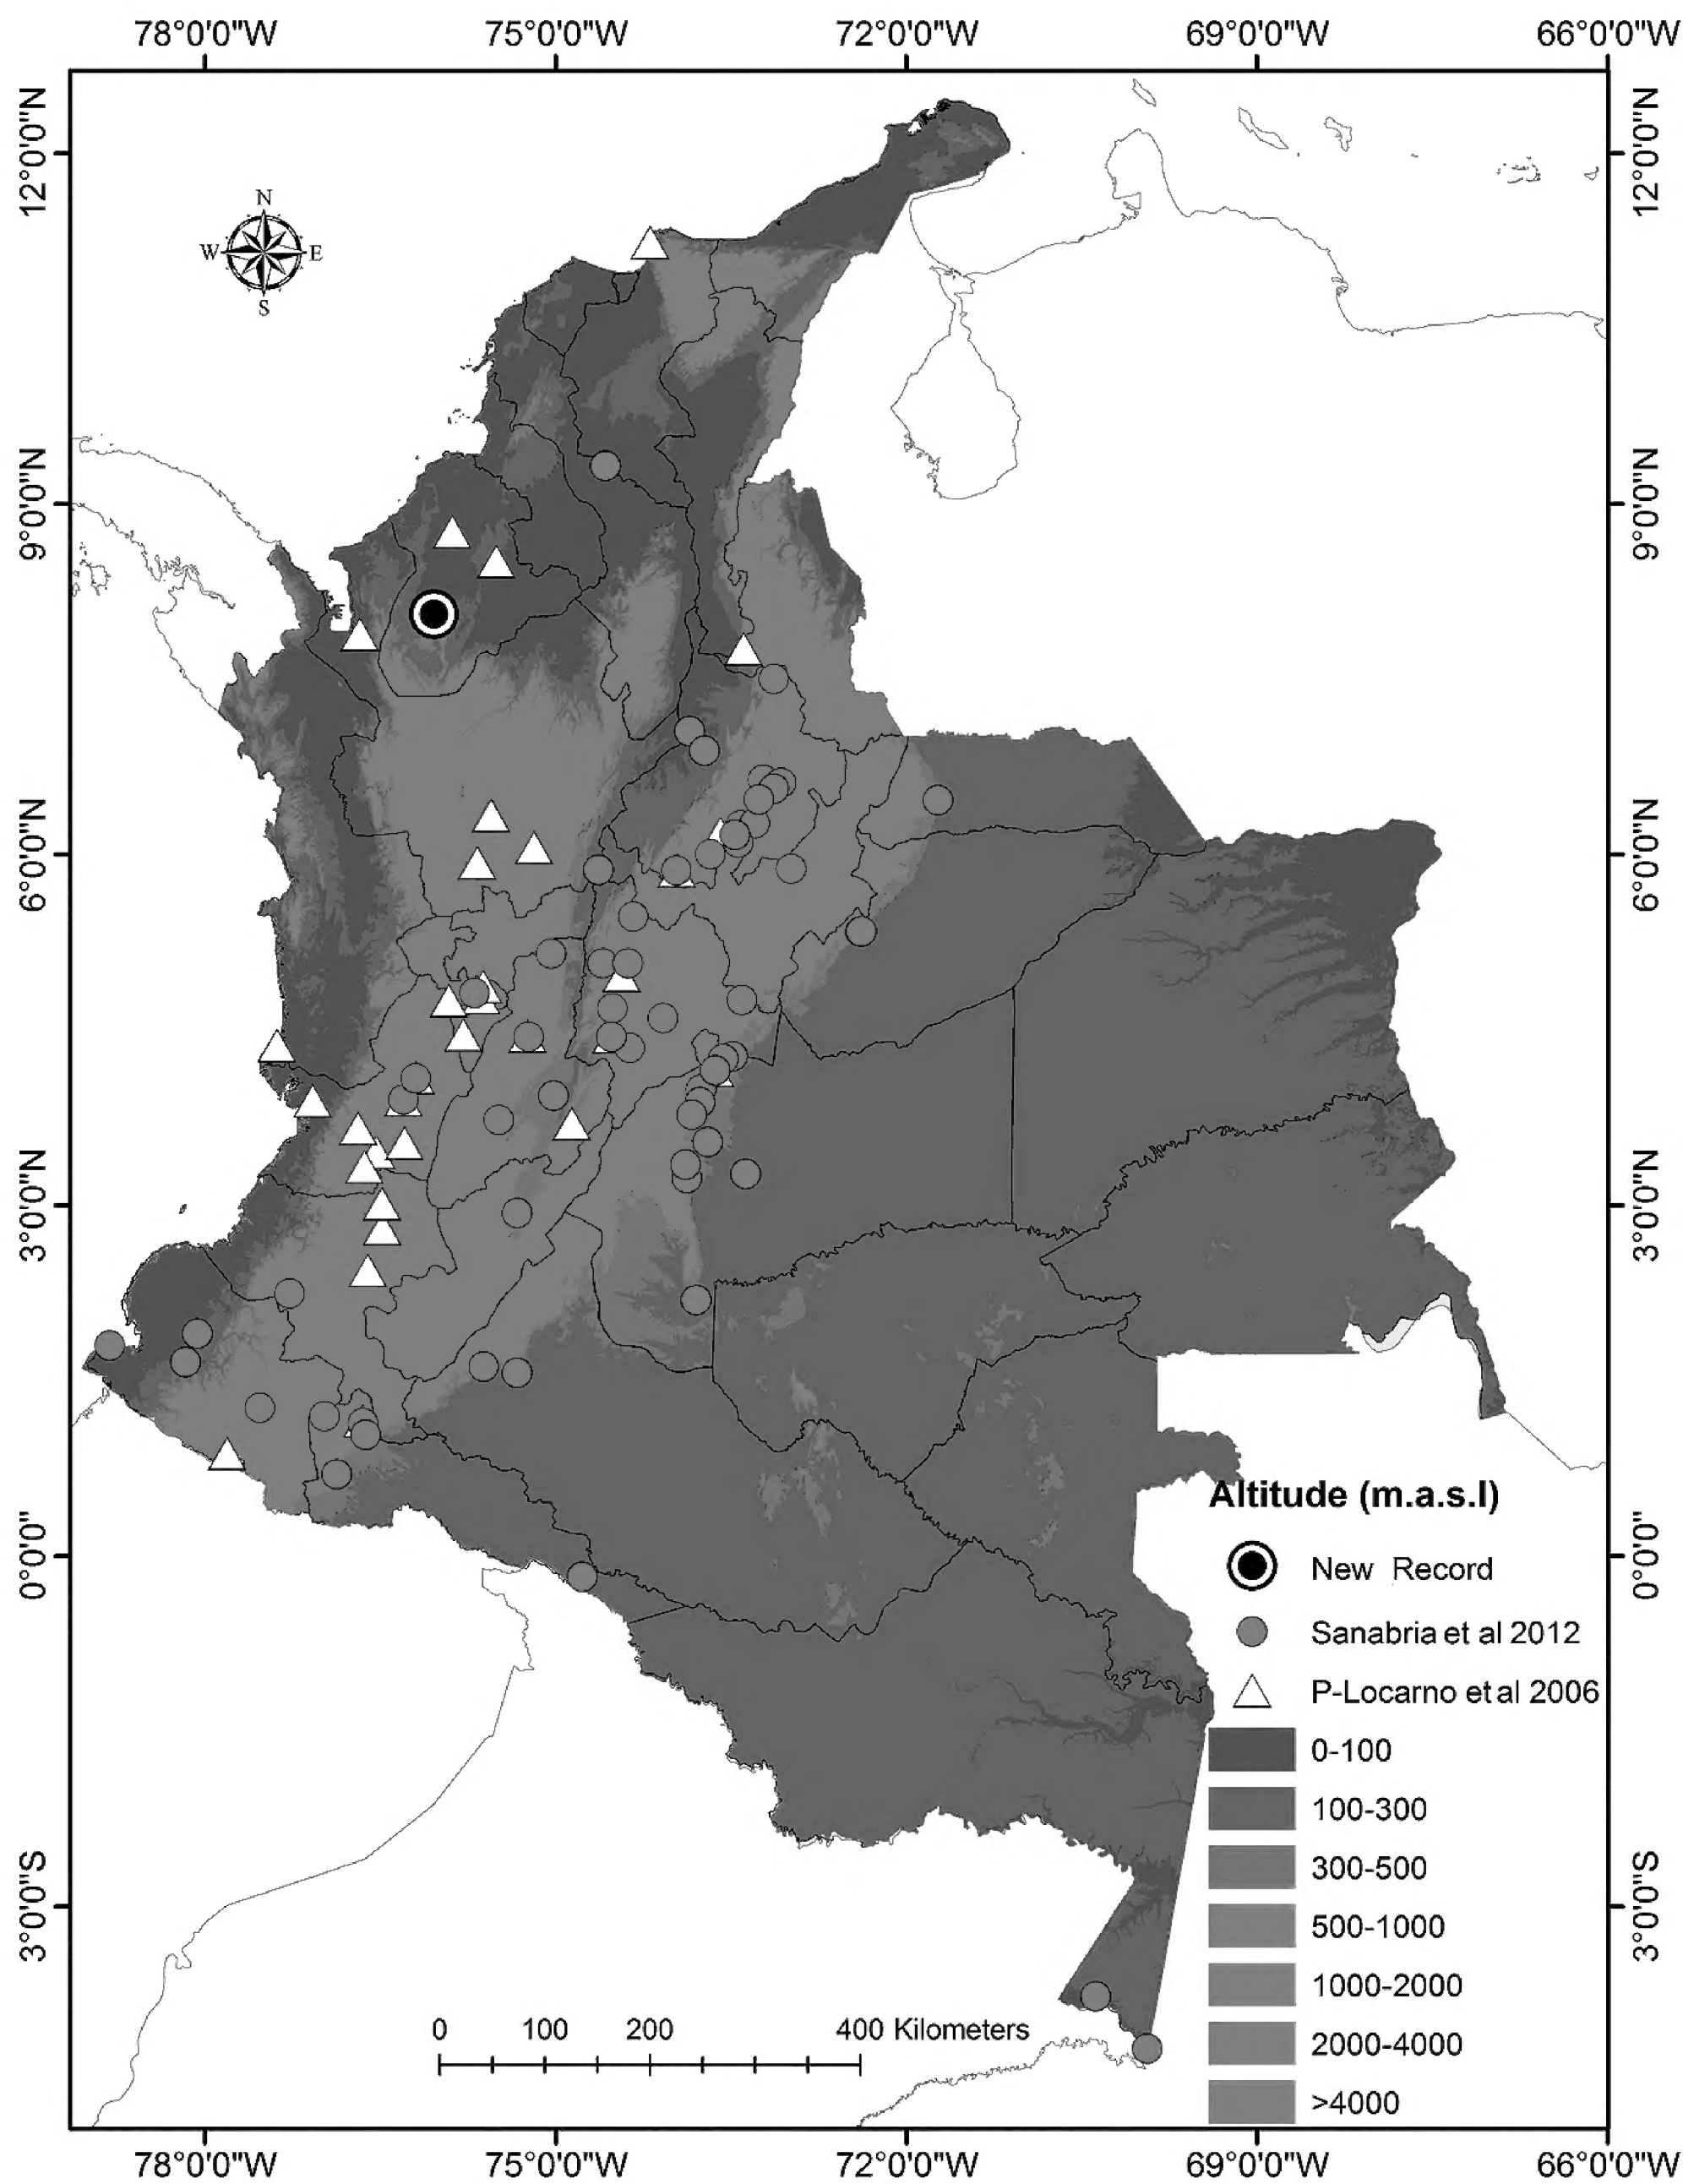 78°0'0"W 75°0'0"W 72°0'0"W 69°0'0"W 66°0'0"W
12°0'0"N 12°0'0"N
N
W E
S
9°0'0"N 9°0'0"N
6°0'0"N 6°0'0"N
3°0'0"N 3°0'0"N
0°0'0" 0°0'0"
3°0'0"S 3°0'0"S
Altitude (m.a.s.l)
New Record
Sanabria et al 2012
P-Locarno et al 2006
0-100
100-300
300-500
500-1000
1000-2000
2000-4000
>4000
0 100 200 400 Kilometers
78°0'0"W 75°0'0"W 72°0'0"W 69°0'0"W 66°0'0"W